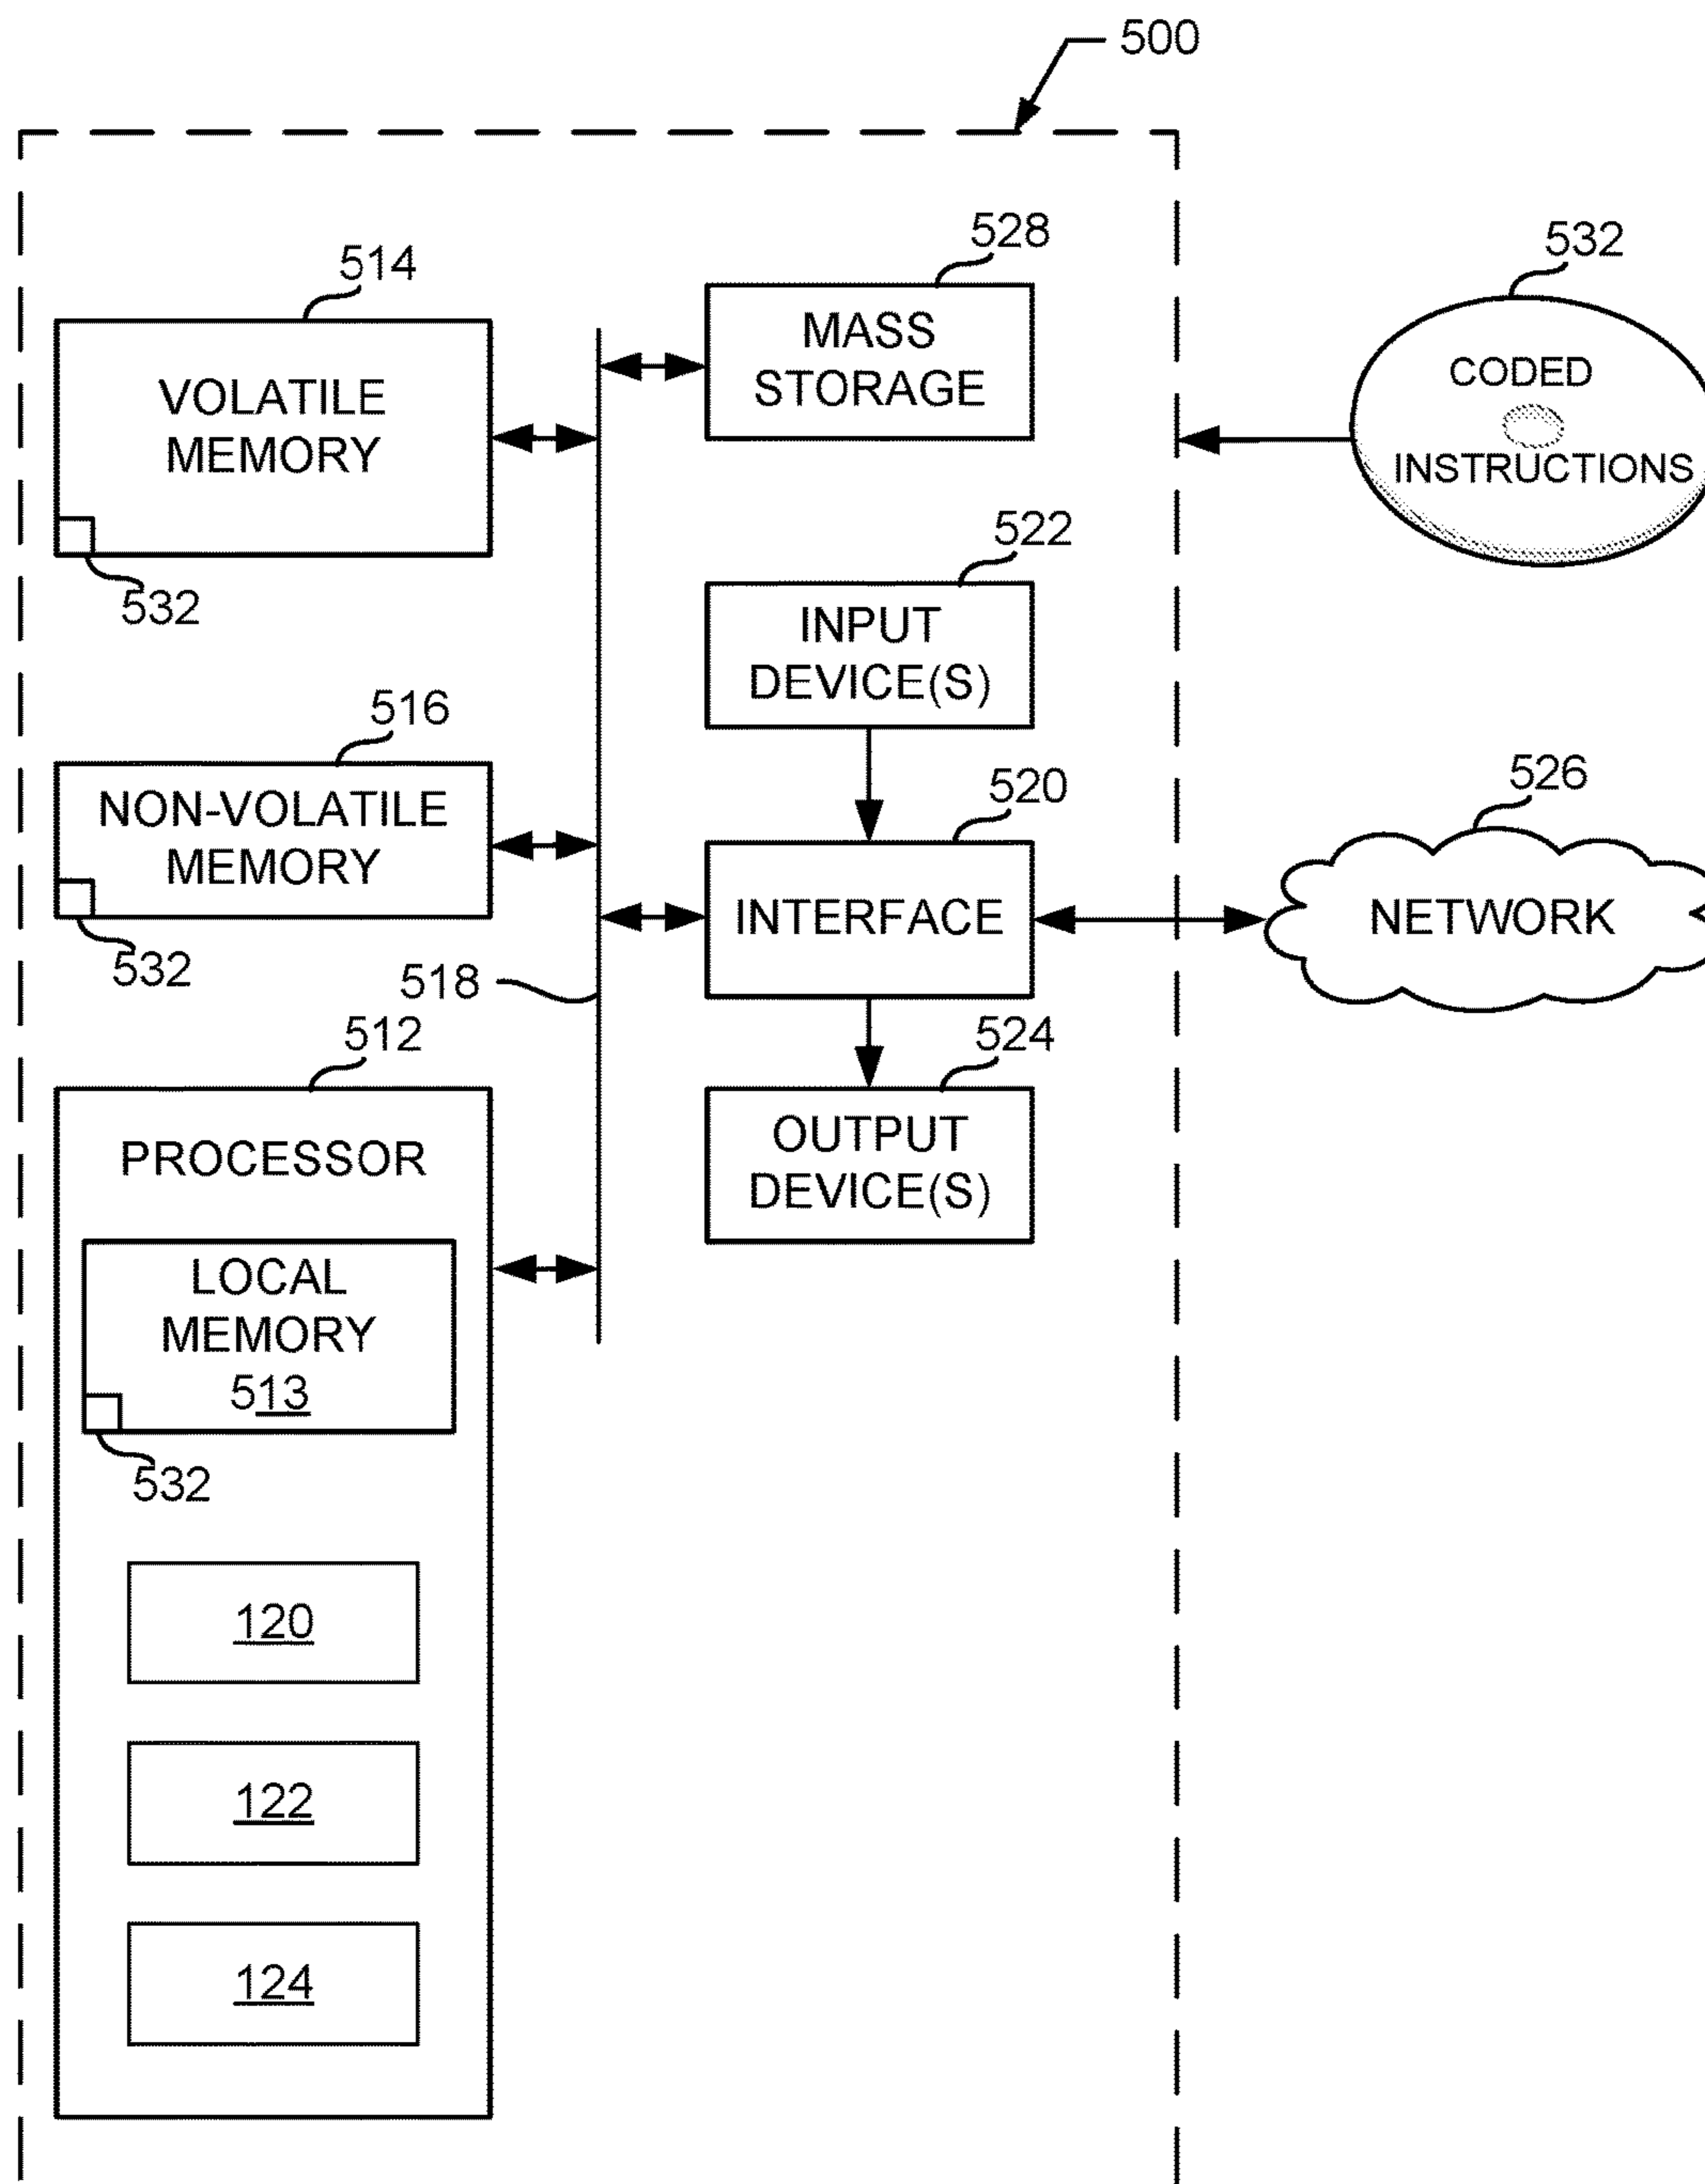 500
514
VOLATILE
MEMORY
532
528
MASS
STORAGE
532
CODED
INSTRUCTIONS
522
INPUT
DEVICE(S)
516
NON-VOLATILE
MEMORY
532
520
INTERFACE
526
NETWORK
518
512
PROCESSOR
LOCAL
MEMORY
513
532
524
OUTPUT
DEVICE(S)
120
122
124